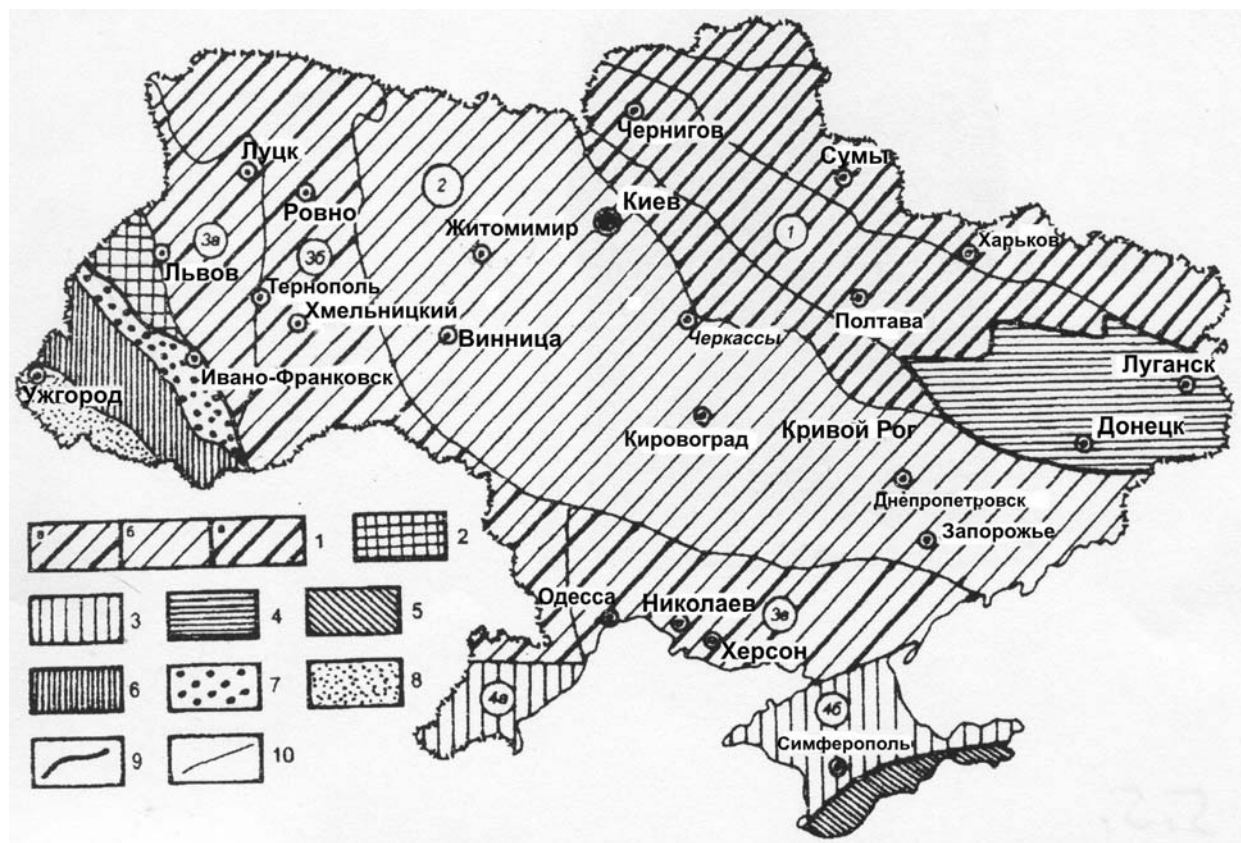 Чернигов
Сумы
Луцк
Ровно
2
Киев
Житомимир
1
Харьков
3а
3б
Львов
Тернополь
Хмельницкий
Полтава
Винница
Черкассы
Луганск
Ивано-Франковск
Ужгород
Кировоград
Кривой Рог
Донецк
Днепропетровск
Запорожье
а б в 1
2
3
4
5
6
7
8
9
10
Одесса
Николаев
3в
Херсон
4а
4б
Симферополь